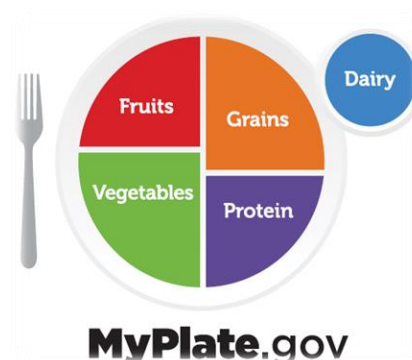 Dairy
Fruits
Grains
Vegetables
Protein
MyPlate.gov